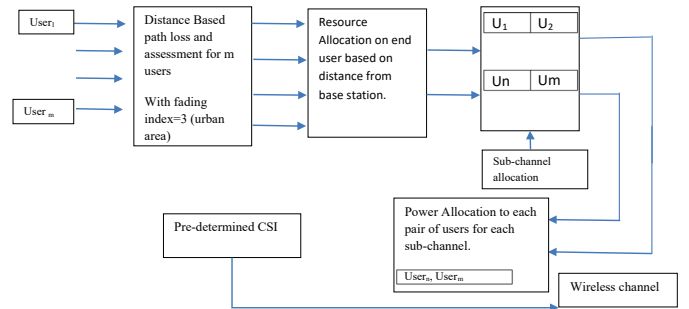 User₁
User ₘ
Distance Based
path loss and
assessment for m
users
With fading
index=3 (urban
area)
Resource
Allocation on end
user based on
distance from
base station.
U₁ U₂
Un Um
Sub-channel
allocation
Power Allocation to each
pair of users for each
sub-channel.
Userₙ, Userₘ
Pre-determined CSI
Wireless channel